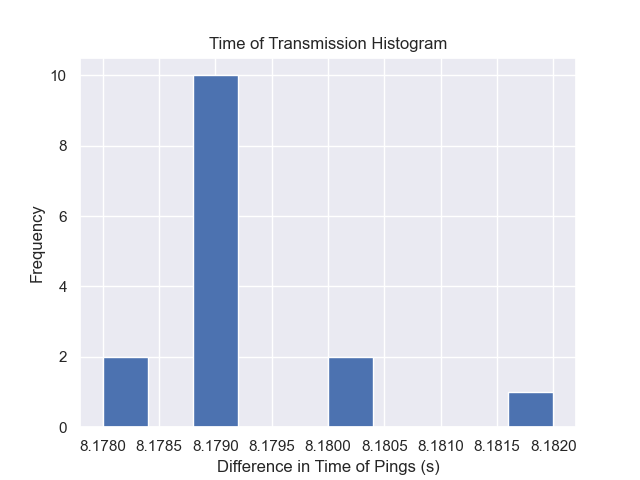 Time of Transmission Histogram
Frequency
10
8
6
4
2
0
8.1780 8.1785 8.1790 8.1795 8.1800 8.1805 8.1810 8.1815 8.1820
Difference in Time of Pings (s)